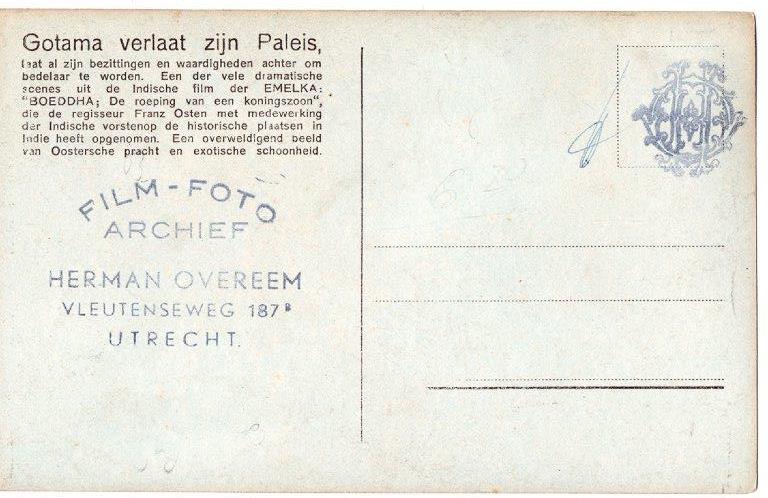 Gotama verlaat zijn Paleis,
laat al zijn bezittingen en waardigheden achter om
bedelaar te worden. Een der vele dramatische
scenes uit de Indische film der EMELKA:
"BOEDDHA; De roeping van een koningszoon",
die de regisseur Franz Osten met medewerking
der Indische vorstenop de historische plaatsen in
Indie heeft opgenomen. Een overweldigend beeld
van Oostersche pracht en exotische schoonheid.
FILM-FOTO
ARCHIEF
HERMAN OVEREEM
VLEUTENSEWEG 187B
UTRECHT.